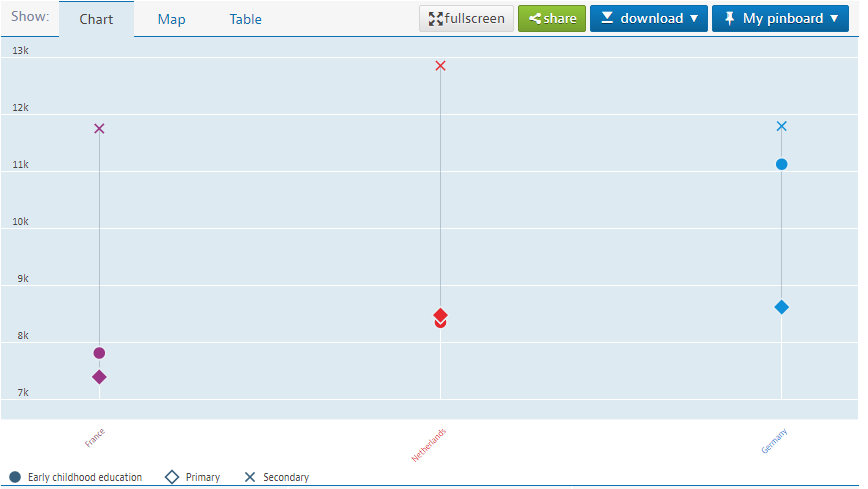 Show:
Chart
Map
Table
fullscreen
share
download
My pinboard
13k
12k
11k
10k
9k
8k
7k
France
Netherlands
Germany
Early childhood education
Primary
Secondary